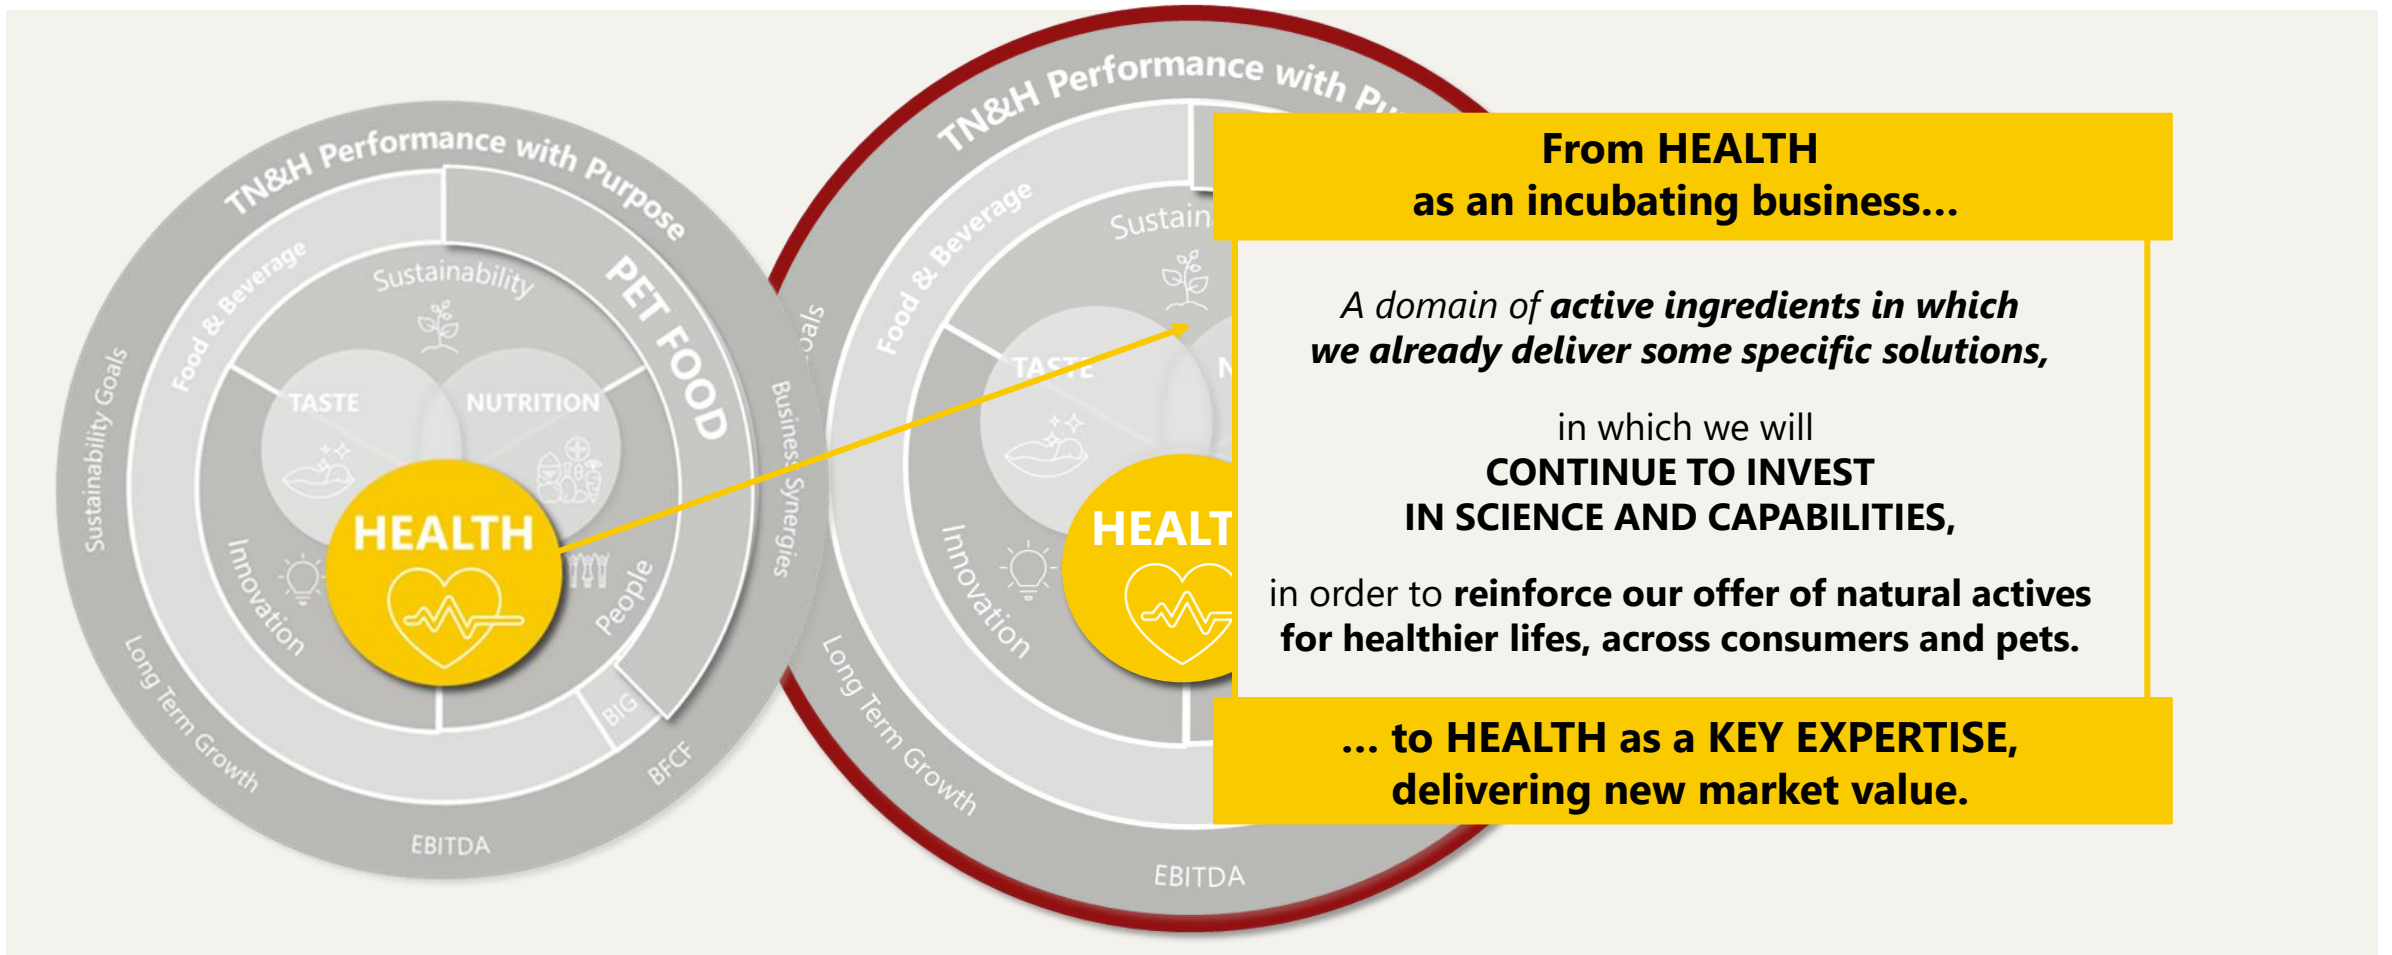 TN&H Performance with Purpose
Food & Beverage
Sustainability
PET FOOD
Sustainability Goals
TASTE
NUTRITION
Business Synergies
HEALTH
Innovation
People
BIG
Long Term Growth
BFCF
EBITDA
TN&H Performance with Pu
oals
Food & Beverage
Sustain
TASTE
N
HEALT
Innovation
Long Term Growth
EBITDA
From HEALTH
as an incubating business...
A domain of active ingredients in which
we already deliver some specific solutions,
in which we will
CONTINUE TO INVEST
IN SCIENCE AND CAPABILITIES,
in order to reinforce our offer of natural actives
for healthier lifes, across consumers and pets.
... to HEALTH as a KEY EXPERTISE,
delivering new market value.